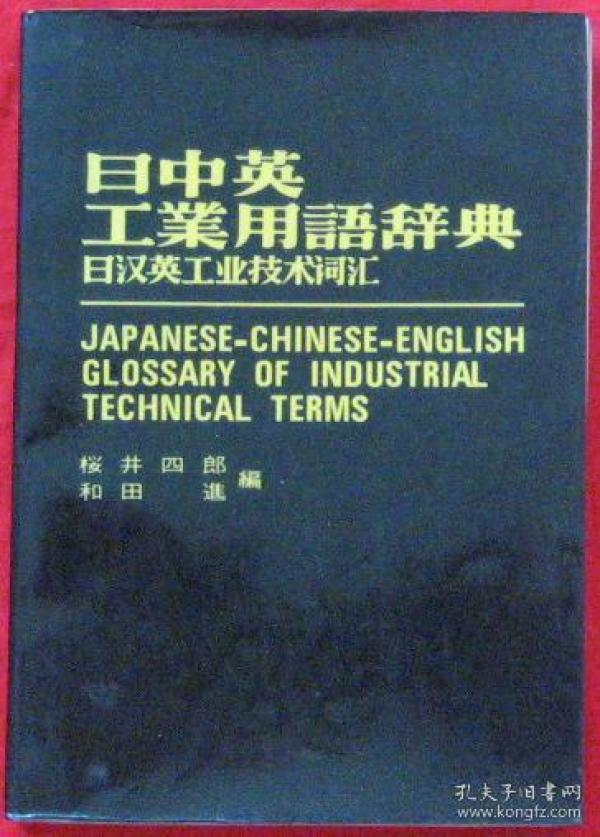 日中英
工業用語辞典
日汉英工业技术词汇
JAPANESE-CHINESE-ENGLISH
GLOSSARY OF INDUSTRIAL
TECHNICAL TERMS
桜井四郎
和田 進 編
孔夫子旧書网
www.kongfz.com